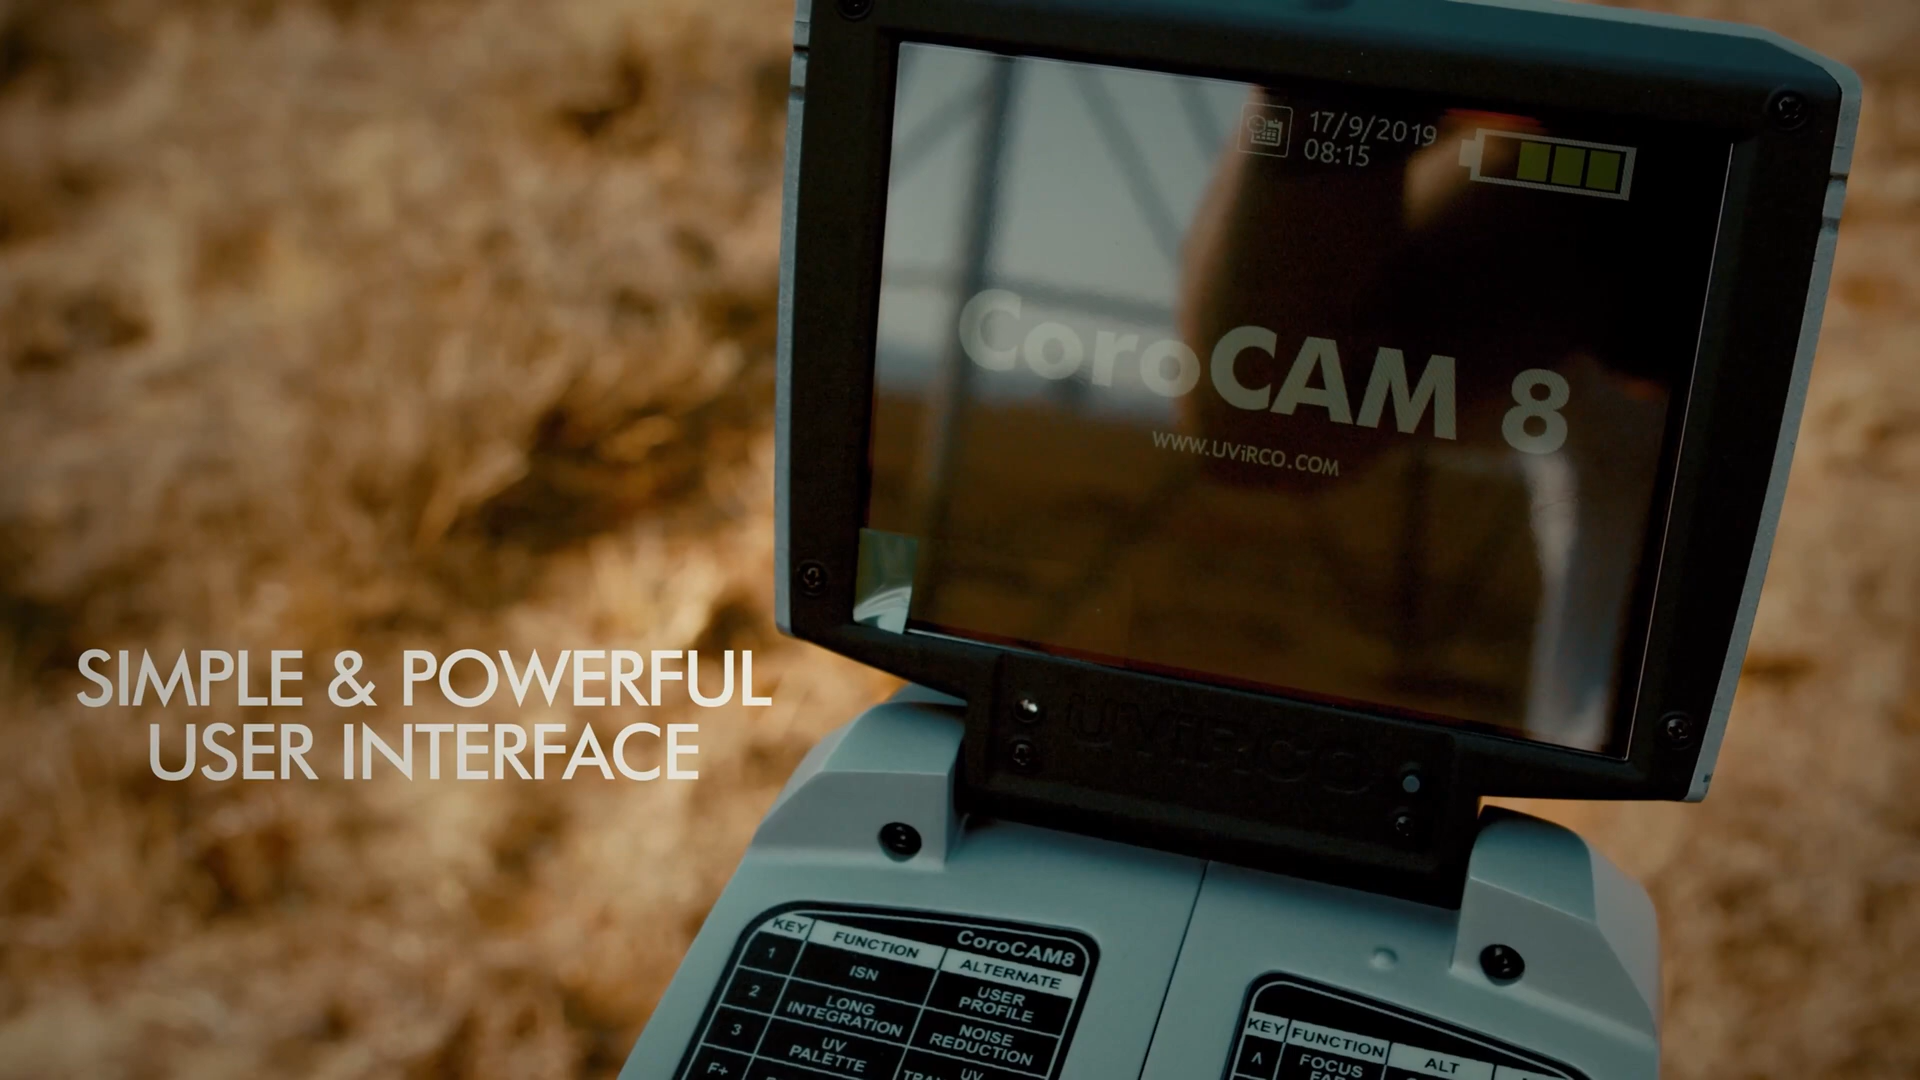 17/9/2019
08:15
CoroCAM 8
WWW.UViRCO.COM
SIMPLE & POWERFUL
USER INTERFACE
UViRCO
CoroCAM8
KEY FUNCTION ALTERNATE
1 ISN USER PROFILE
2 LONG INTEGRATION NOISE REDUCTION
3 UV PALETTE UV
F+
KEY FUNCTION ALT
FOCUS